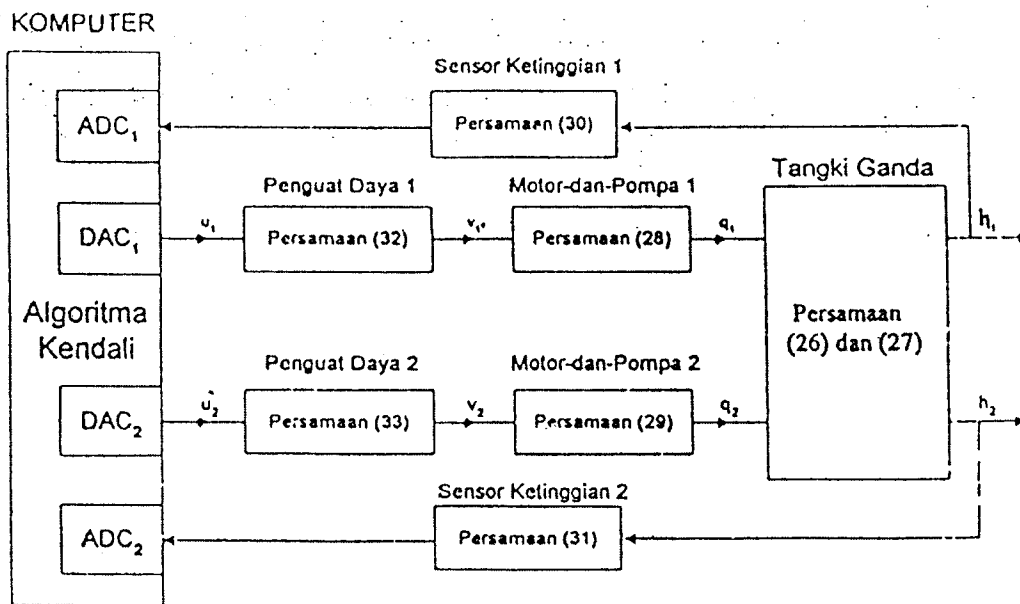 KOMPUTER
Sensor Ketinggian 1
ADC₁
Persamaan (30)
Tangki Ganda
Penguat Daya 1
Motor-dan-Pompa 1
DAC₁
u₁
Persamaan (32)
v₁
Persamaan (28)
q₁
h₁
Algoritma
Kendali
Persamaan
(26) dan (27)
Penguat Daya 2
Motor-dan-Pompa 2
DAC₂
u₂
Persamaan (33)
v₂
Persamaan (29)
q₂
h₂
Sensor Ketinggian 2
ADC₂
Persamaan (31)